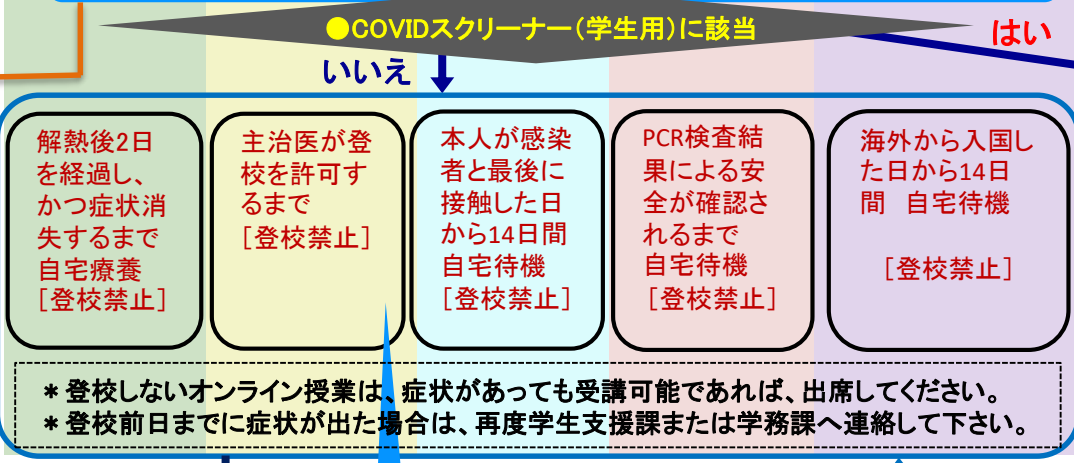 ●COVIDスクリーナー(学生用)に該当
はい
いいえ
解熱後2日
を経過し、
かつ症状消
失するまで
自宅療養
[登校禁止]
主治医が登
校を許可す
るまで
[登校禁止]
本人が感染
者と最後に
接触した日
から14日間
自宅待機
[登校禁止]
PCR検査結
果による安
全が確認さ
れるまで
自宅待機
[登校禁止]
海外から入国し
た日から14日
間 自宅待機
[登校禁止]
*登校しないオンライン授業は、症状があっても受講可能であれば、出席してください。
*登校前日までに症状が出た場合は、再度学生支援課または学務課へ連絡して下さい。